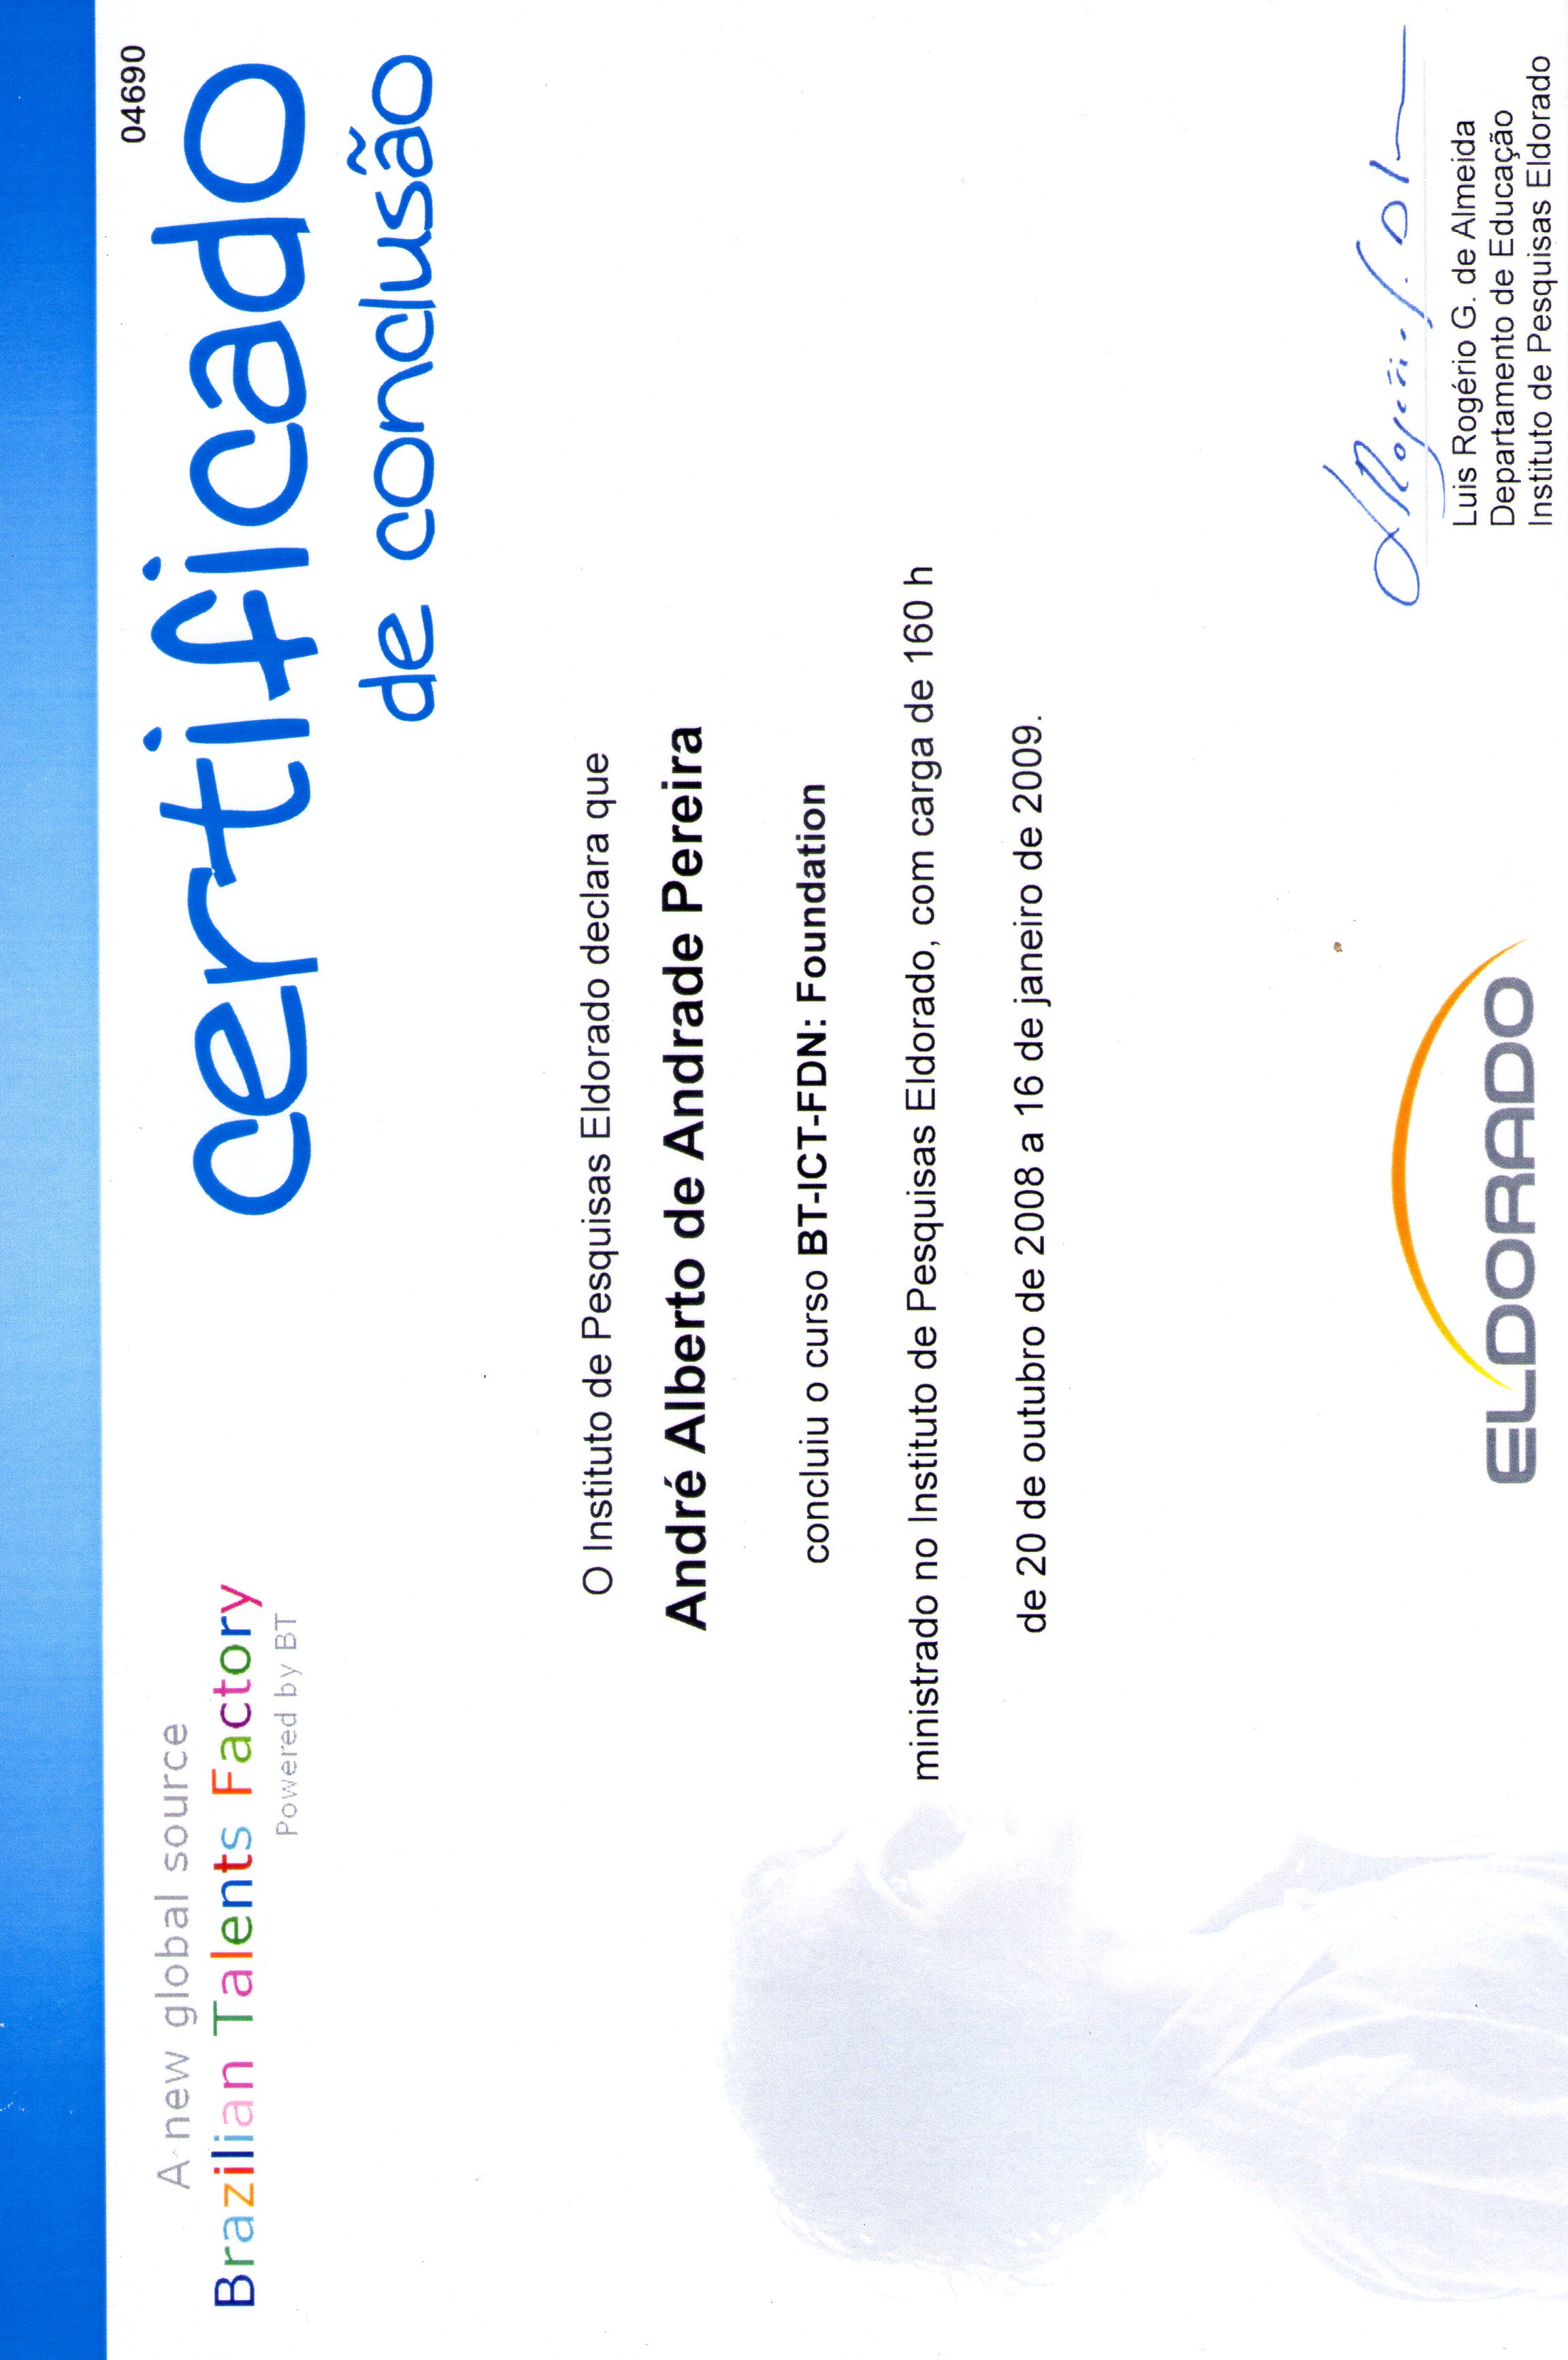 04690
A new global source
Brazilian Talents Factory
Powered by BT
certificado
de conclusão
O Instituto de Pesquisas Eldorado declara que
André Alberto de Andrade Pereira
concluiu o curso BT-ICT-FDN: Foundation
ministrado no Instituto de Pesquisas Eldorado, com carga de 160 h
de 20 de outubro de 2008 a 16 de janeiro de 2009.
ELDORADO
Luis Rogério G. de Almeida
Departamento de Educação
Instituto de Pesquisas Eldorado